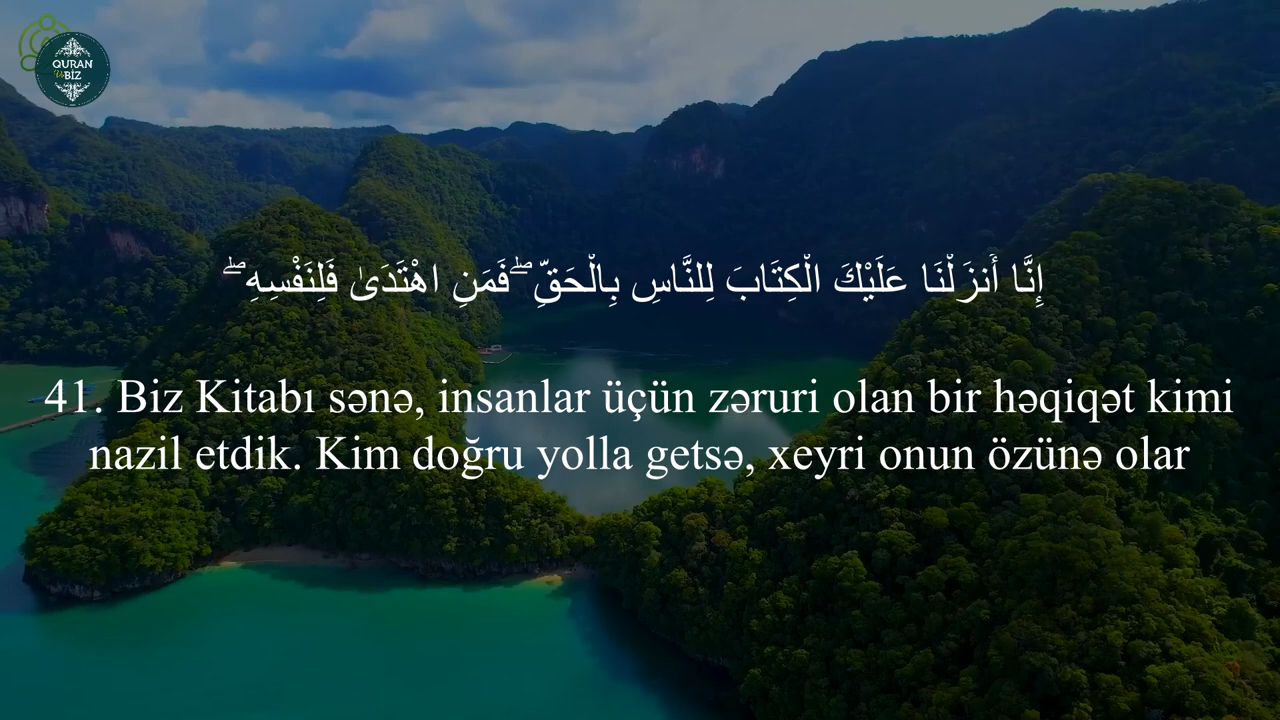 QURAN
Və
BİZ
إِنَّا أَنزَلْنَا عَلَيْكَ الْكِتَابَ لِلنَّاسِ بِالْحَقِّ ۖ فَمَنِ اهْتَدَىٰ فَلِنَفْسِهِ ۖ
41. Biz Kitabı sənə, insanlar üçün zəruri olan bir həqiqət kimi
nazil etdik. Kim doğru yolla getsə, xeyri onun özünə olar